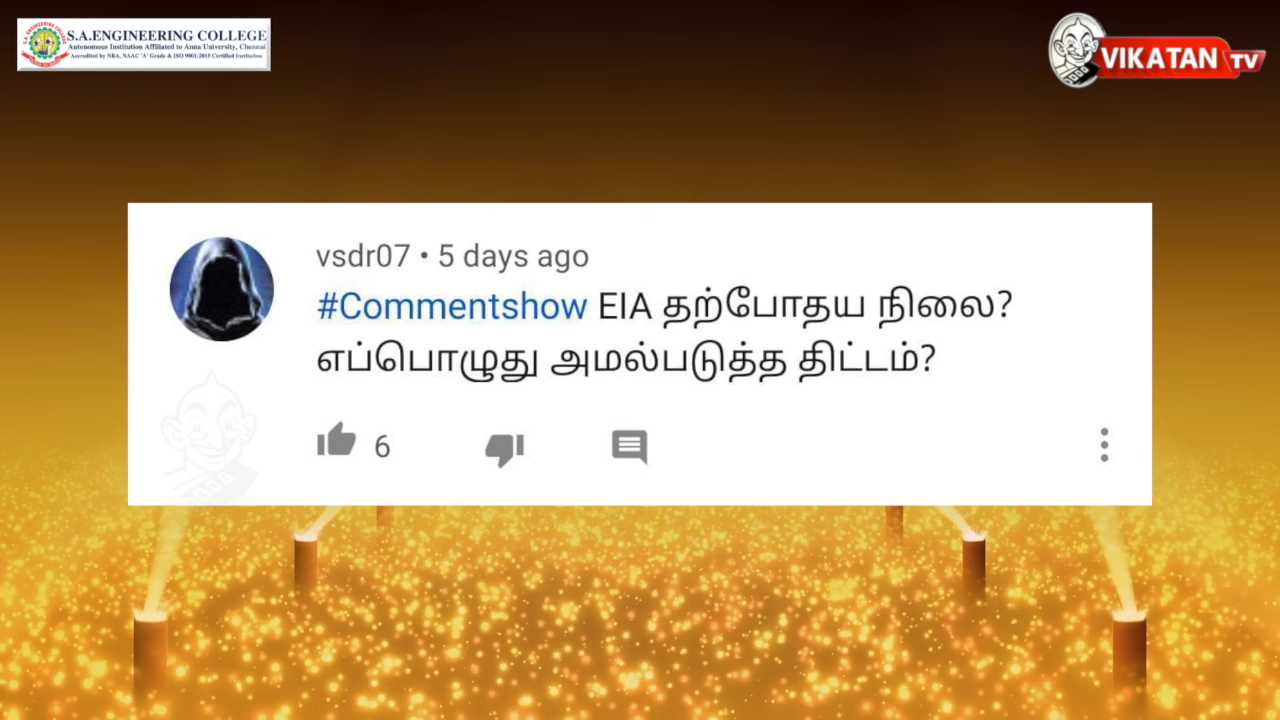 S.A.ENGINEERING COLLEGE
Autonomous Institution Affiliated to Anna University, Chennai
Accredited by NBA, NAAC 'A' Grade & ISO 9001:2015 Certified Institution
VIKATAN TV
vsdr07 • 5 days ago
#Commentshow EIA தற்போதய நிலை?
எப்பொழுது அமல்படுத்த திட்டம்?
6